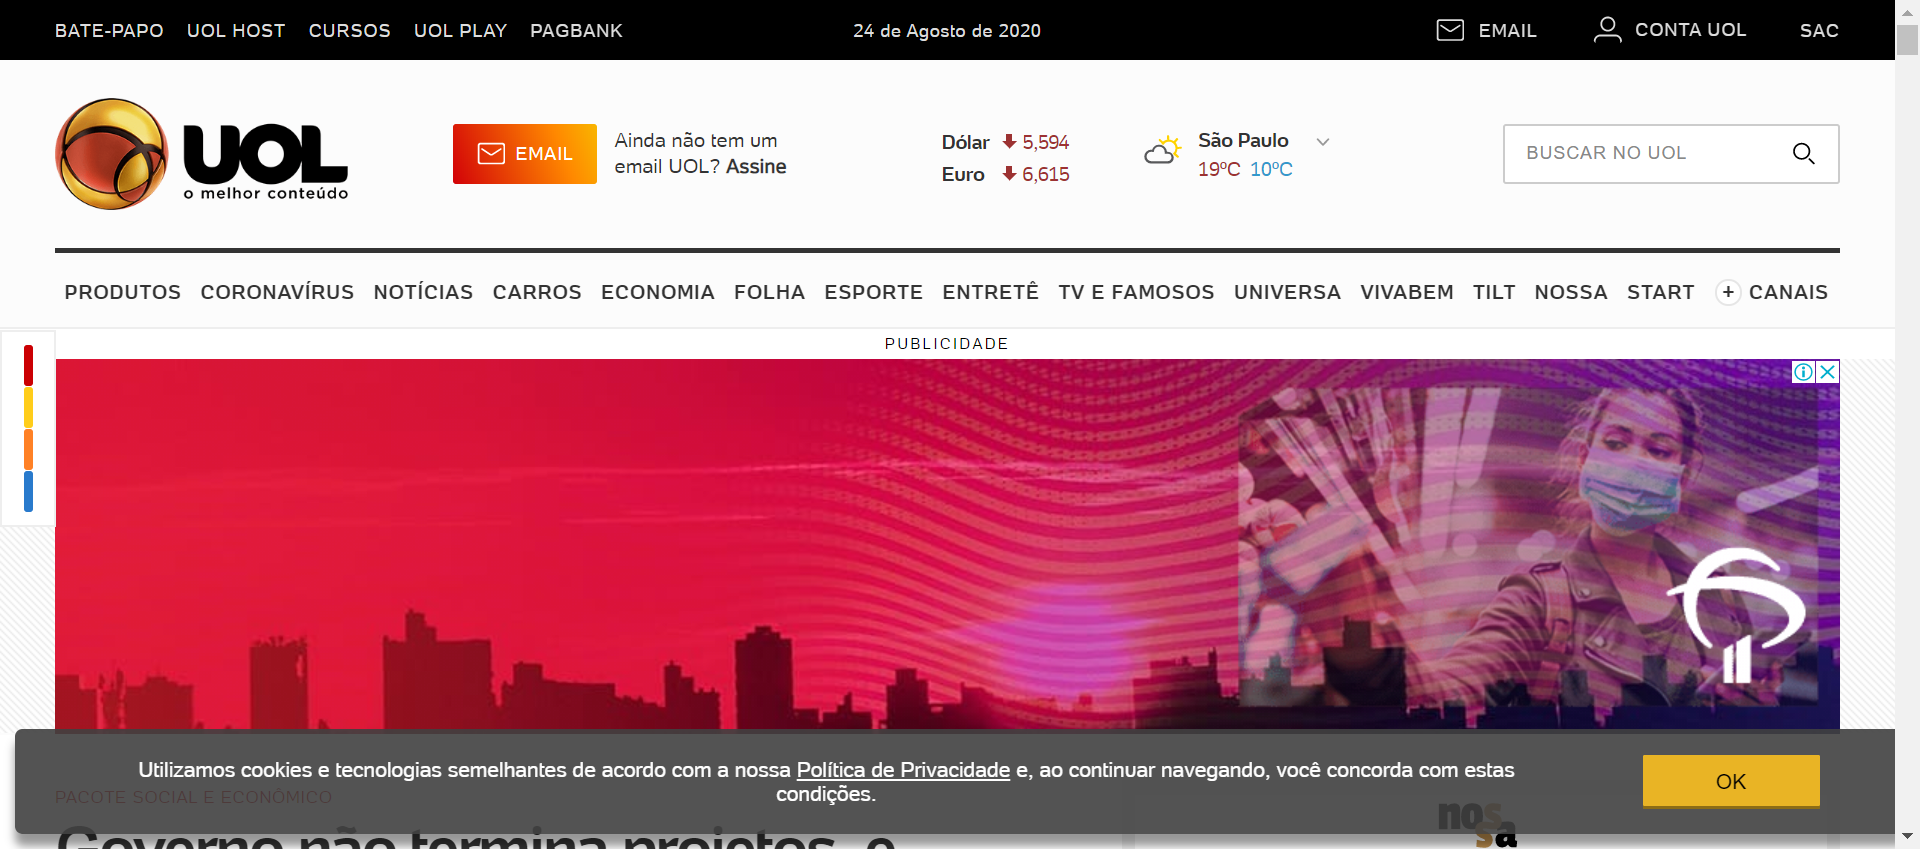 BATE-PAPO UOL HOST CURSOS UOL PLAY PAGBANK 24 de Agosto de 2020 EMAIL CONTA UOL SAC
UOL
o melhor conteúdo
EMAIL
Ainda não tem um
email UOL? Assine
Dólar 5,594
Euro 6,615
São Paulo
19ºC 10ºC
BUSCAR NO UOL
PRODUTOS CORONAVÍRUS NOTÍCIAS CARROS ECONOMIA FOLHA ESPORTE ENTRETÊ TV E FAMOSOS UNIVERSA VIVABEM TILT NOSSA START + CANAIS
PUBLICIDADE
Utilizamos cookies e tecnologias semelhantes de acordo com a nossa Política de Privacidade e, ao continuar navegando, você concorda com estas
condições.
OK
PACOTE SOCIAL E ECONÔMICO
Governo não termina projetos, e
nossa